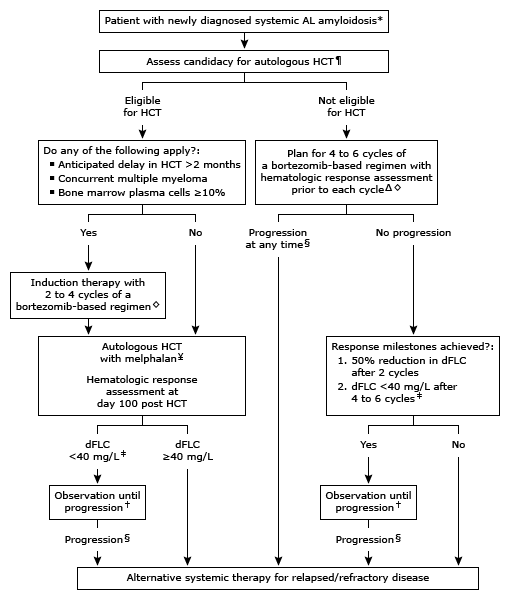 Patient with newly diagnosed systemic AL amyloidosis*
Assess candidacy for autologous HCT¶
Eligible
for HCT
Not eligible
for HCT
Do any of the following apply?:
▪ Anticipated delay in HCT >2 months
▪ Concurrent multiple myeloma
▪ Bone marrow plasma cells ≥10%
Plan for 4 to 6 cycles of
a bortezomib-based regimen with
hematologic response assessment
prior to each cycleΔ◇
Yes
No
Progression
at any time§
No progression
Induction therapy with
2 to 4 cycles of a
bortezomib-based regimen◇
Autologous HCT
with melphalan¥
Hematologic response
assessment at
day 100 post HCT
Response milestones achieved?:
1. 50% reduction in dFLC
after 2 cycles
2. dFLC <40 mg/L after
4 to 6 cycles‡
dFLC
<40 mg/L‡
dFLC
≥40 mg/L
Yes
No
Observation until
progression†
Observation until
progression†
Progression§
Progression§
Alternative systemic therapy for relapsed/refractory disease